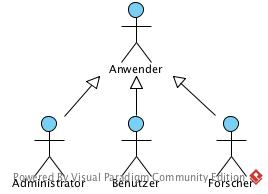 Anwender
Powered By Visual Paradigm Community Edition
Administrator
Benutzer
Forscher